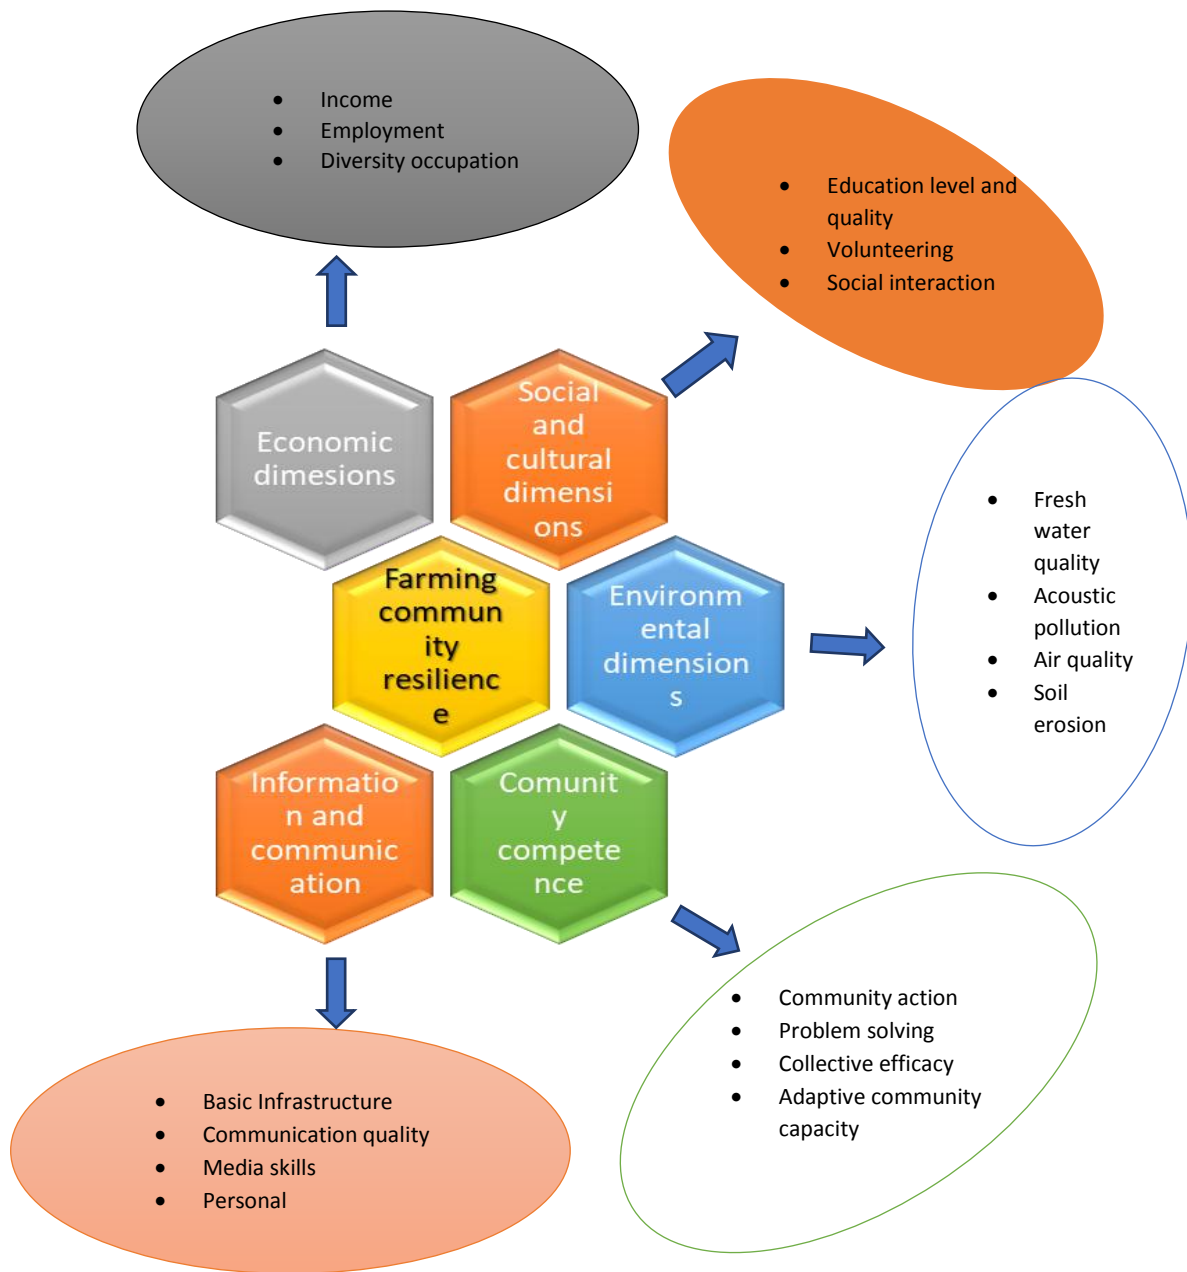 • Income
• Employment
• Diversity occupation
• Education level and
quality
• Volunteering
• Social interaction
Economic
dimesions
Social
and
cultural
dimensi
ons
• Fresh
water
quality
• Acoustic
pollution
• Air quality
• Soil
erosion
Farming
commun
ity
resilienc
e
Environm
ental
dimension
s
Informatio
n and
communic
ation
Comunit
y
compete
nce
• Community action
• Problem solving
• Collective efficacy
• Adaptive community
capacity
• Basic Infrastructure
• Communication quality
• Media skills
• Personal